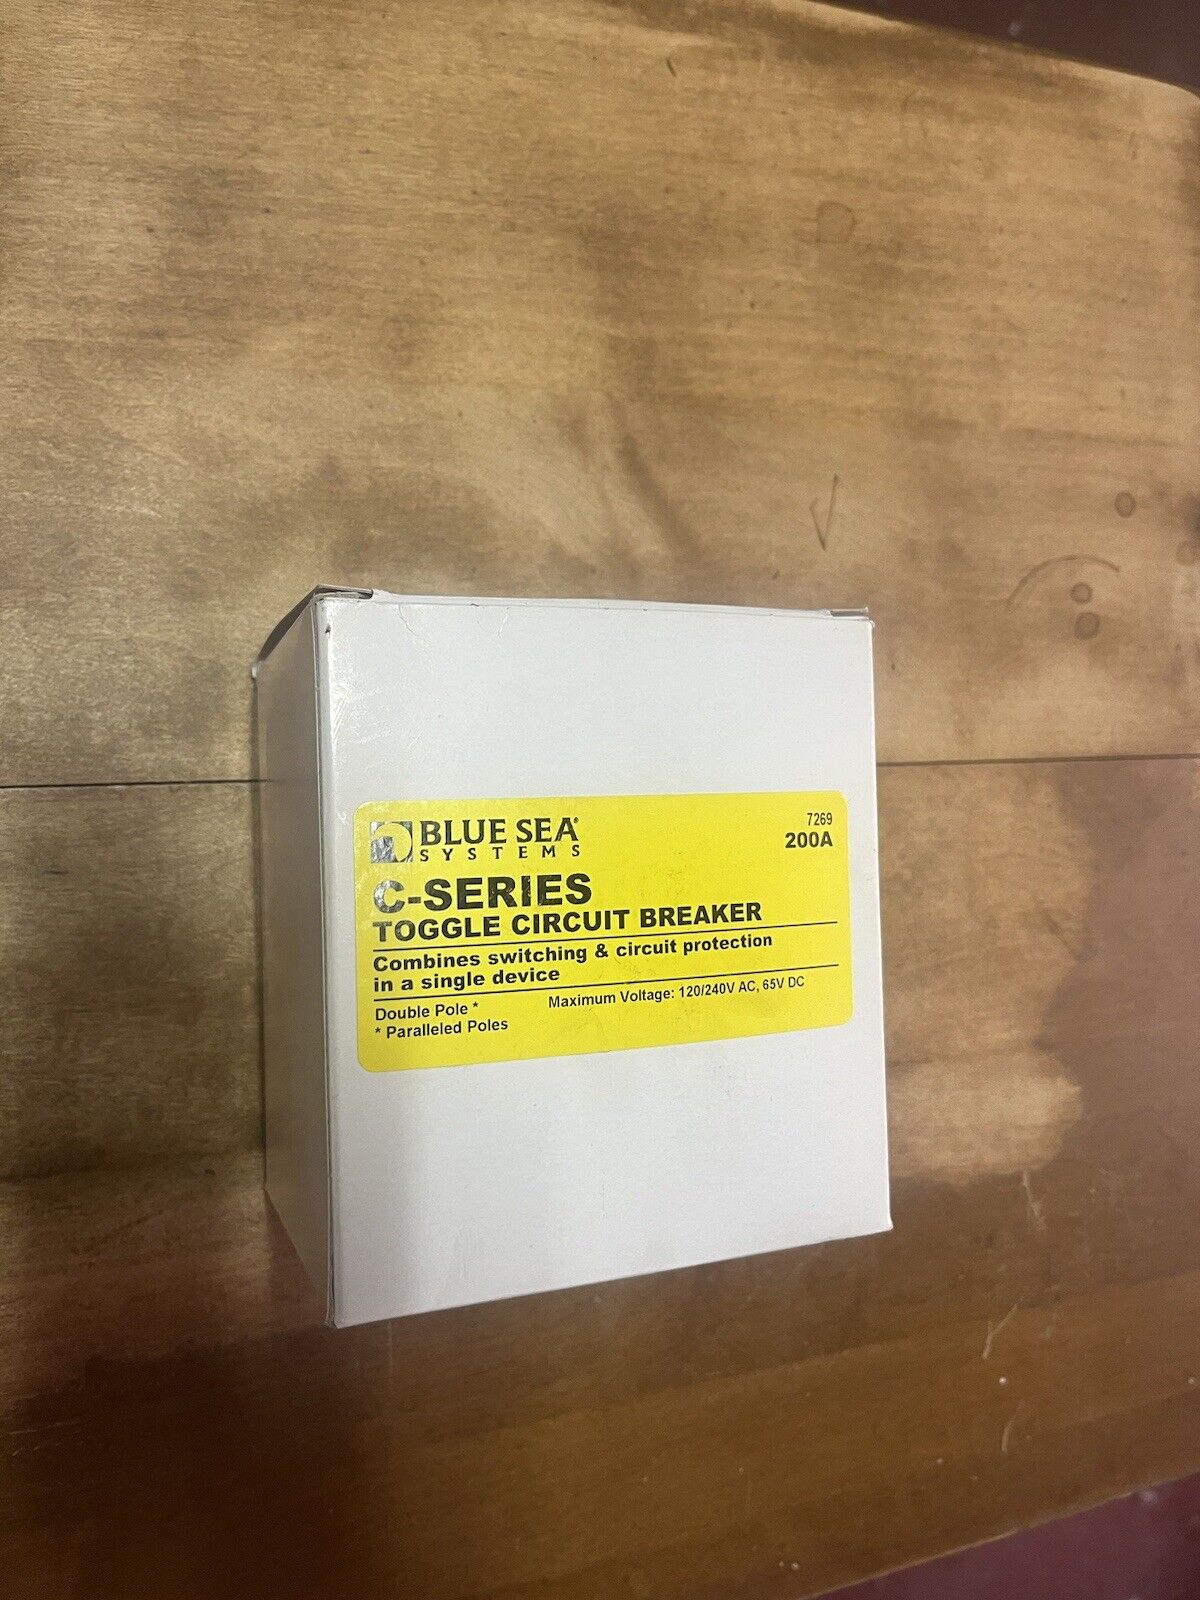 BLUE SEA®
SYSTEMS
7269
200A
C-SERIES
TOGGLE CIRCUIT BREAKER
Combines switching & circuit protection
in a single device
Double Pole *
* Paralleled Poles
Maximum Voltage: 120/240V AC, 65V DC